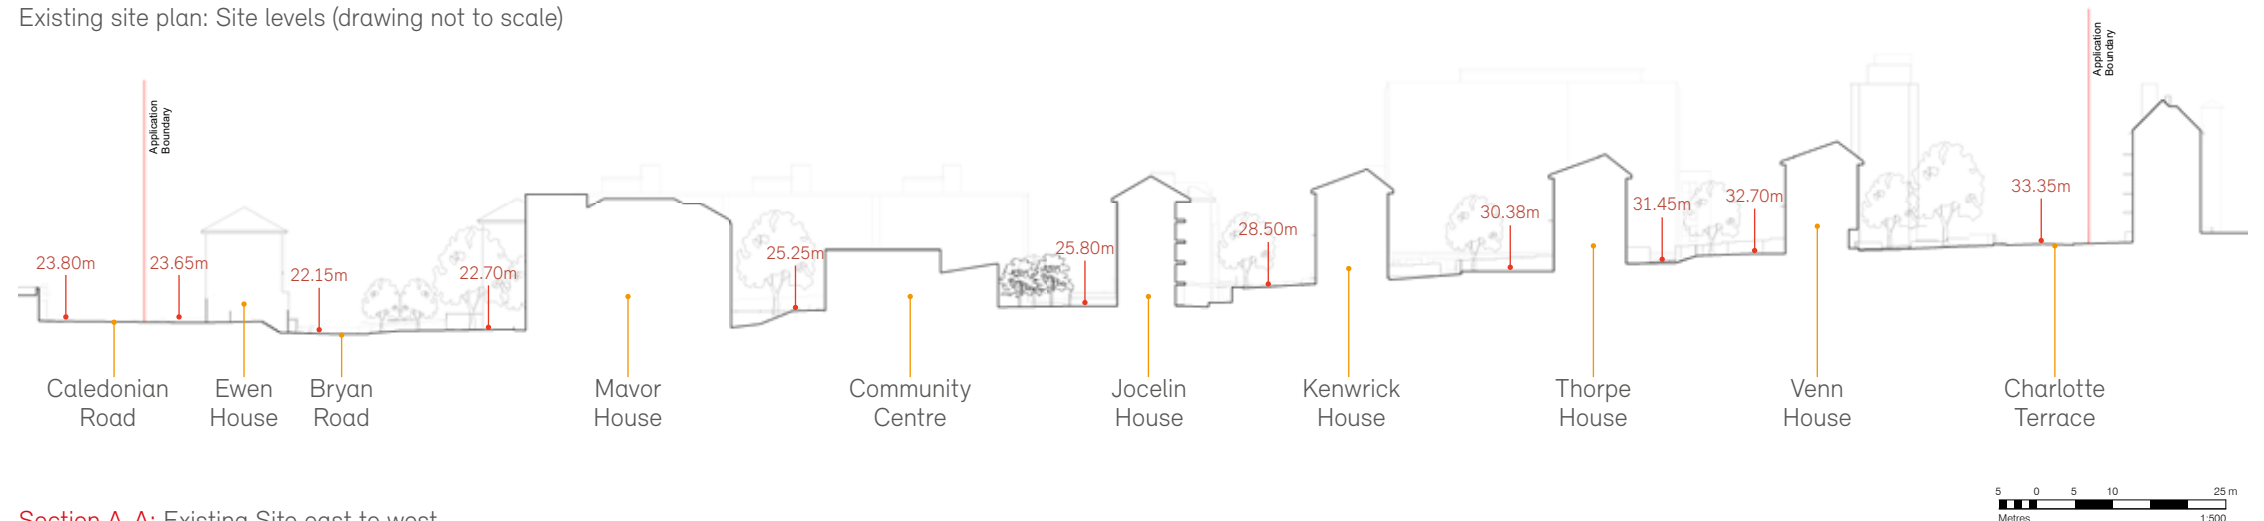 Existing site plan: Site levels (drawing not to scale)
Application
Boundary
Application
Boundary
23.80m
23.65m
22.15m
22.70m
25.25m
25.80m
28.50m
30.38m
31.45m
32.70m
33.35m
Caledonian
Road
Ewen
House
Bryan
Road
Mavor
House
Community
Centre
Jocelin
House
Kenwrick
House
Thorpe
House
Venn
House
Charlotte
Terrace
5 0 5 10 25 m
Metres 1:500
Section A-A: Existing Site east to west